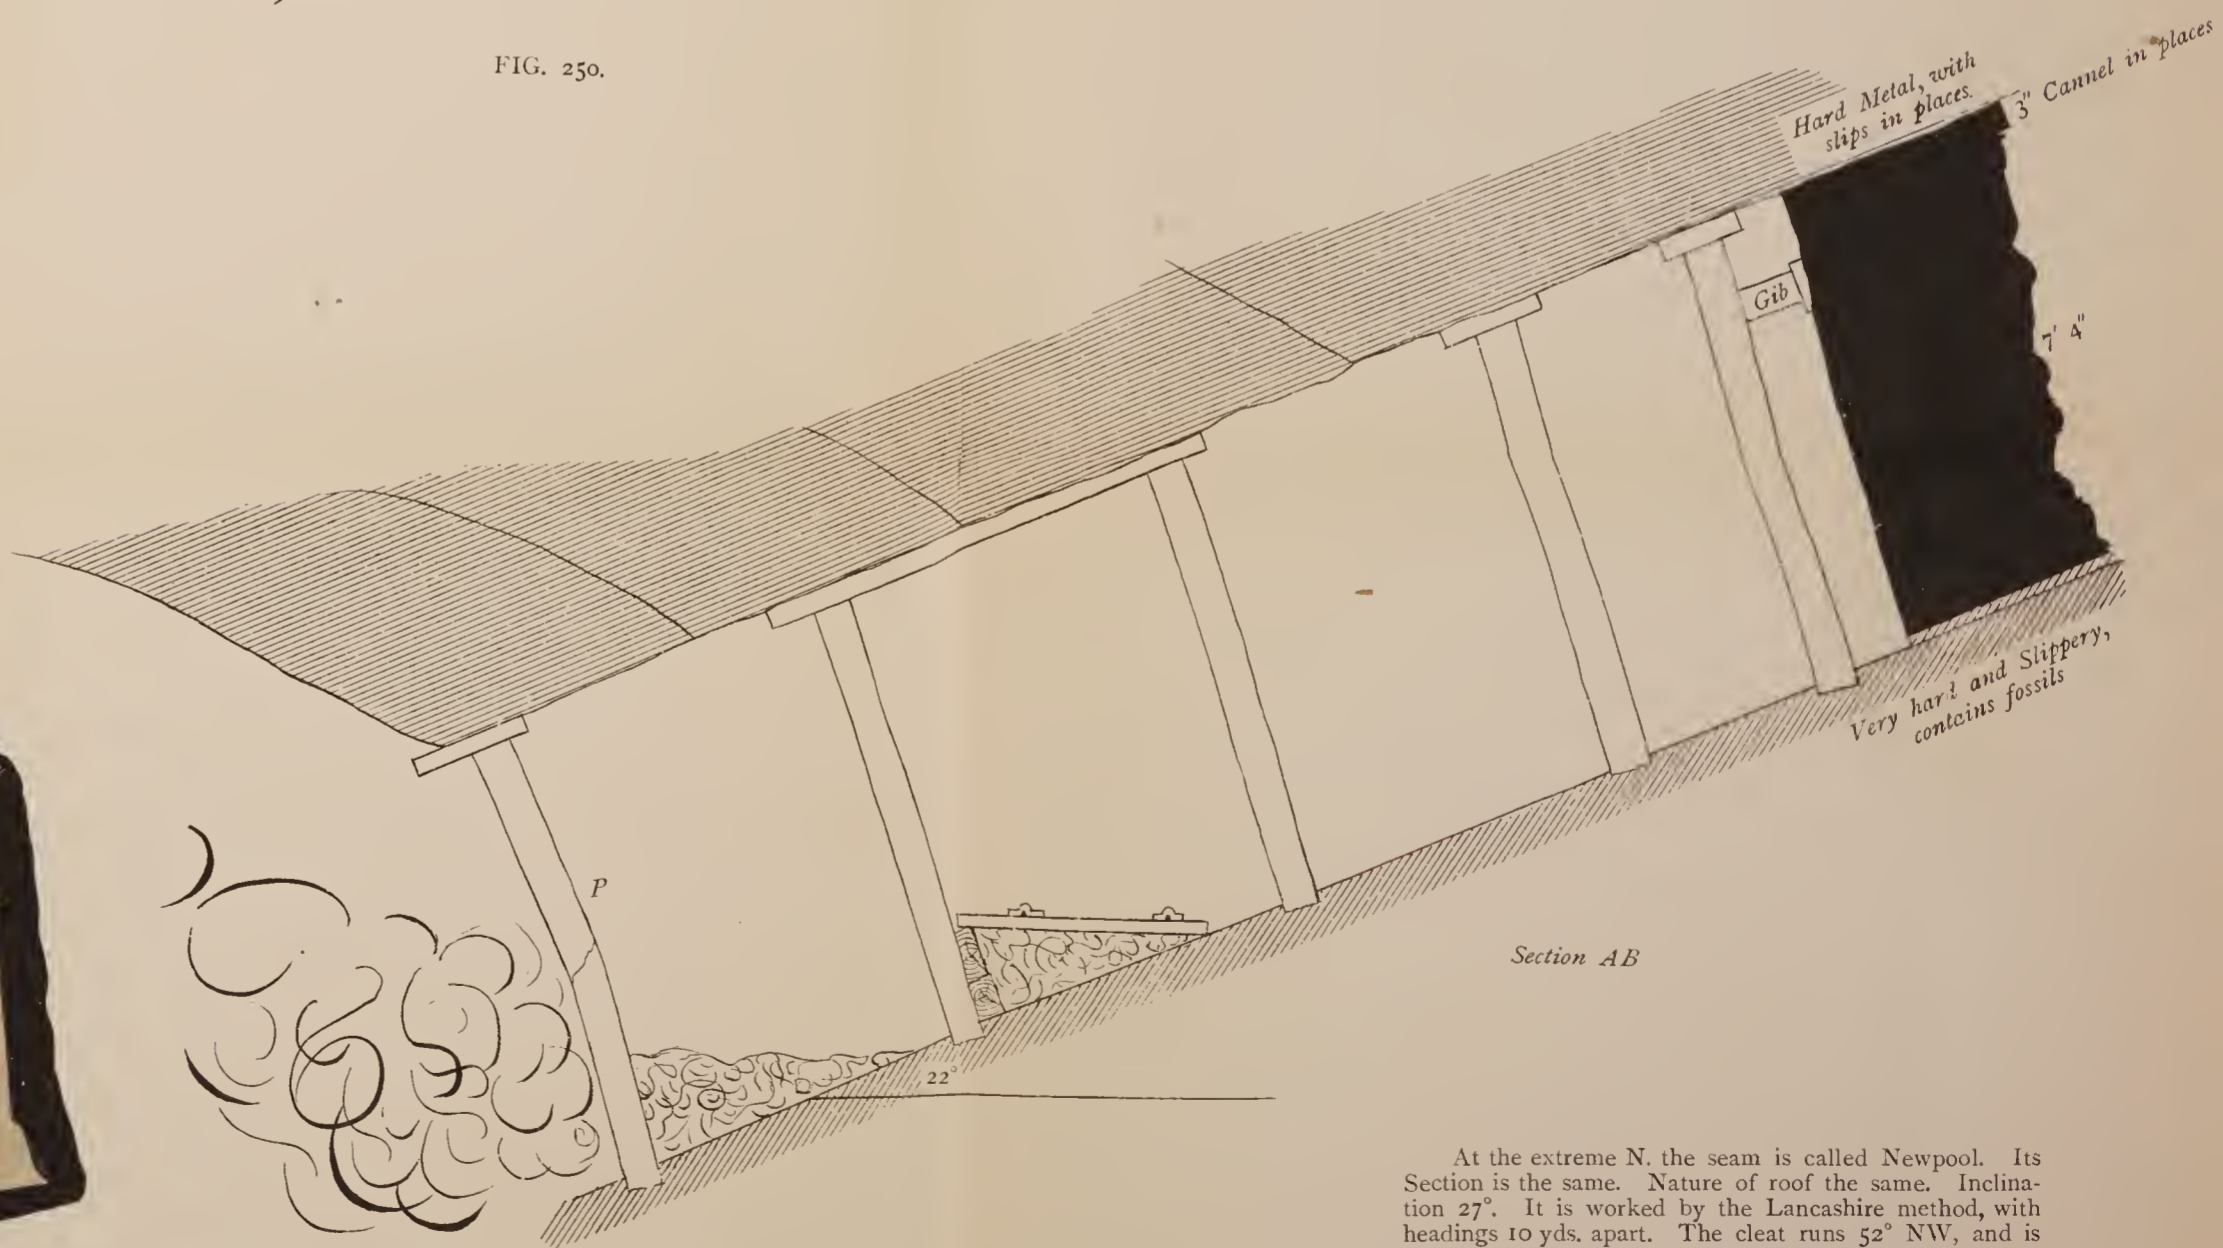 FIG. 250.
Hard Metal, with
slips in places.
3" Cannel in places
Gib
7' 4"
Very hard and Slippery,
contains fossils
P
22°
Section AB
At the extreme N. the seam is called Newpool. Its
Section is the same. Nature of roof the same. Inclina-
tion 27°. It is worked by the Lancashire method, with
headings 10 yds. apart. The cleat runs 52° NW, and is